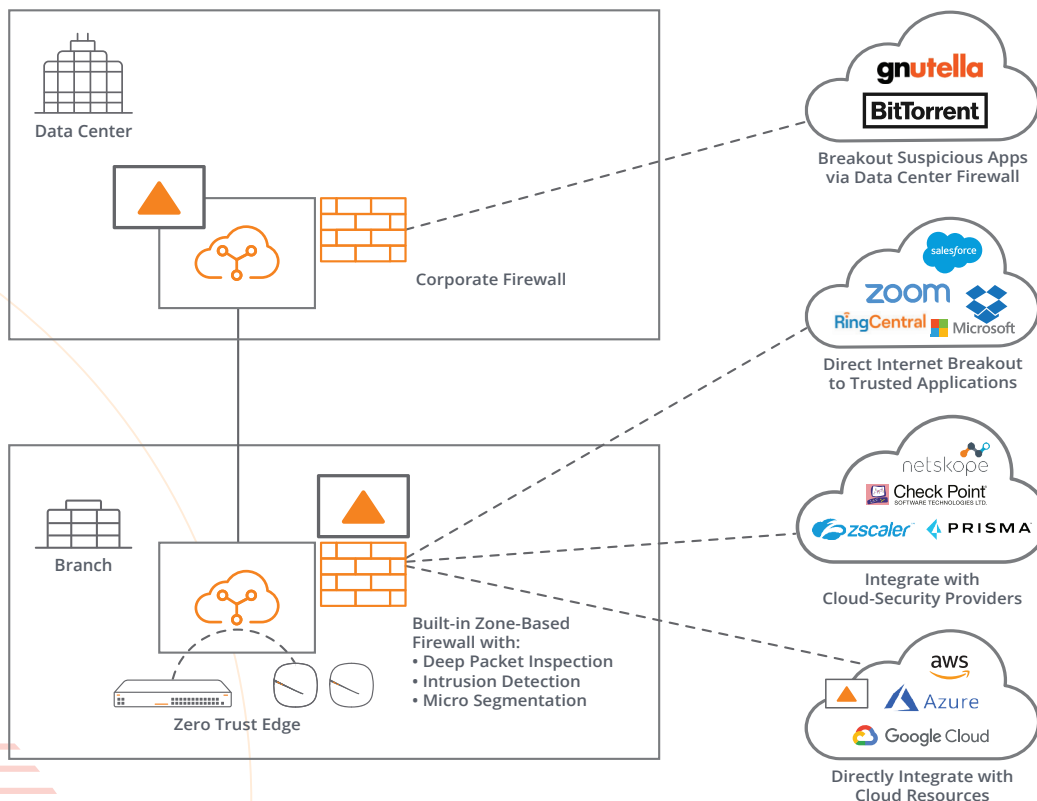 Data Center
Corporate Firewall
gnutella
BitTorrent
Breakout Suspicious Apps
via Data Center Firewall
salesforce
zoom
RingCentral
Microsoft
Direct Internet Breakout
to Trusted Applications
Branch
Zero Trust Edge
Built-in Zone-Based
Firewall with:
• Deep Packet Inspection
• Intrusion Detection
• Micro Segmentation
netskope
Check Point
SOFTWARE TECHNOLOGIES LTD.
zscaler
PRISMA
Integrate with
Cloud-Security Providers
aws
Azure
Google Cloud
Directly Integrate with
Cloud Resources